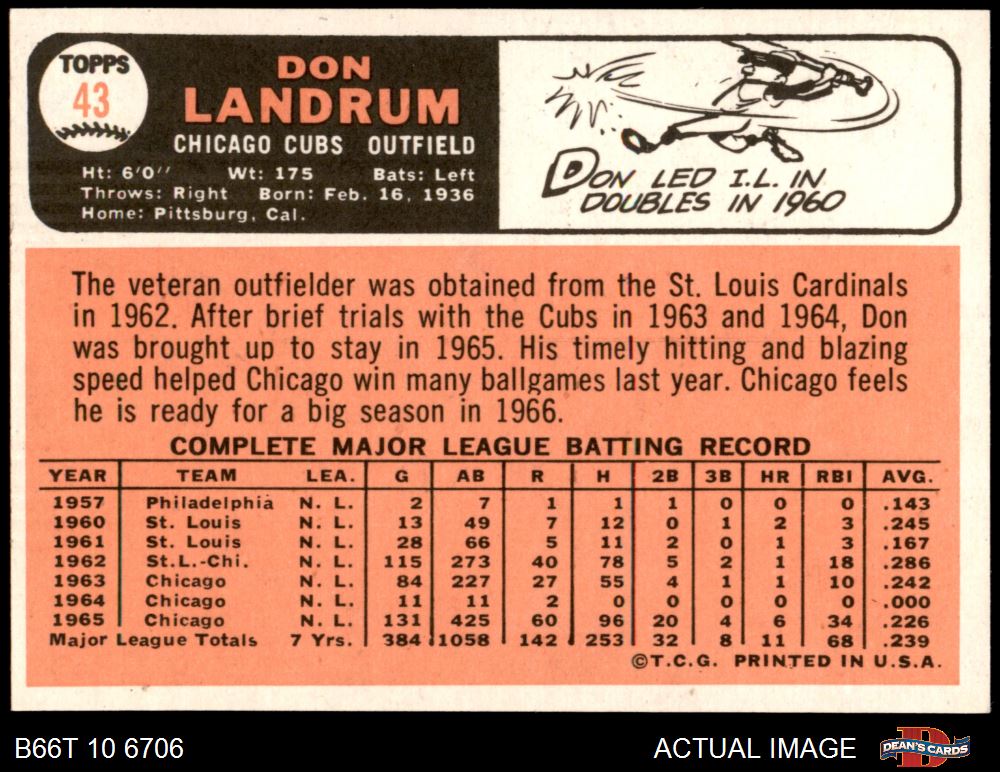 TOPPS
43
DON
LANDRUM
CHICAGO CUBS OUTFIELD
Ht: 6'0'' Wt: 175 Bats: Left
Throws: Right Born: Feb. 16, 1936
Home: Pittsburg, Cal.
DON LED I.L. IN
DOUBLES IN 1960
The veteran outfielder was obtained from the St. Louis Cardinals
in 1962. After brief trials with the Cubs in 1963 and 1964, Don
was brought up to stay in 1965. His timely hitting and blazing
speed helped Chicago win many ballgames last year. Chicago feels
he is ready for a big season in 1966.
COMPLETE MAJOR LEAGUE BATTING RECORD
YEAR TEAM LEA. G AB R H 2B 3B HR RBI AVG.
1957 Philadelphia N. L. 2 7 1 1 1 0 0 0 .143
1960 St. Louis N. L. 13 49 7 12 0 1 2 3 .245
1961 St. Louis N. L. 28 66 5 11 2 0 1 3 .167
1962 St.L.-Chi. N. L. 115 273 40 78 5 2 1 18 .286
1963 Chicago N. L. 84 227 27 55 4 1 1 10 .242
1964 Chicago N. L. 11 11 2 0 0 0 0 0 .000
1965 Chicago N. L. 131 425 60 96 20 4 6 34 .226
Major League Totals 7 Yrs. 384 1058 142 253 32 8 11 68 .239
©T.C.G. PRINTED IN U.S.A.
B66T 10 6706 ACTUAL IMAGE DEAN'S CARDS